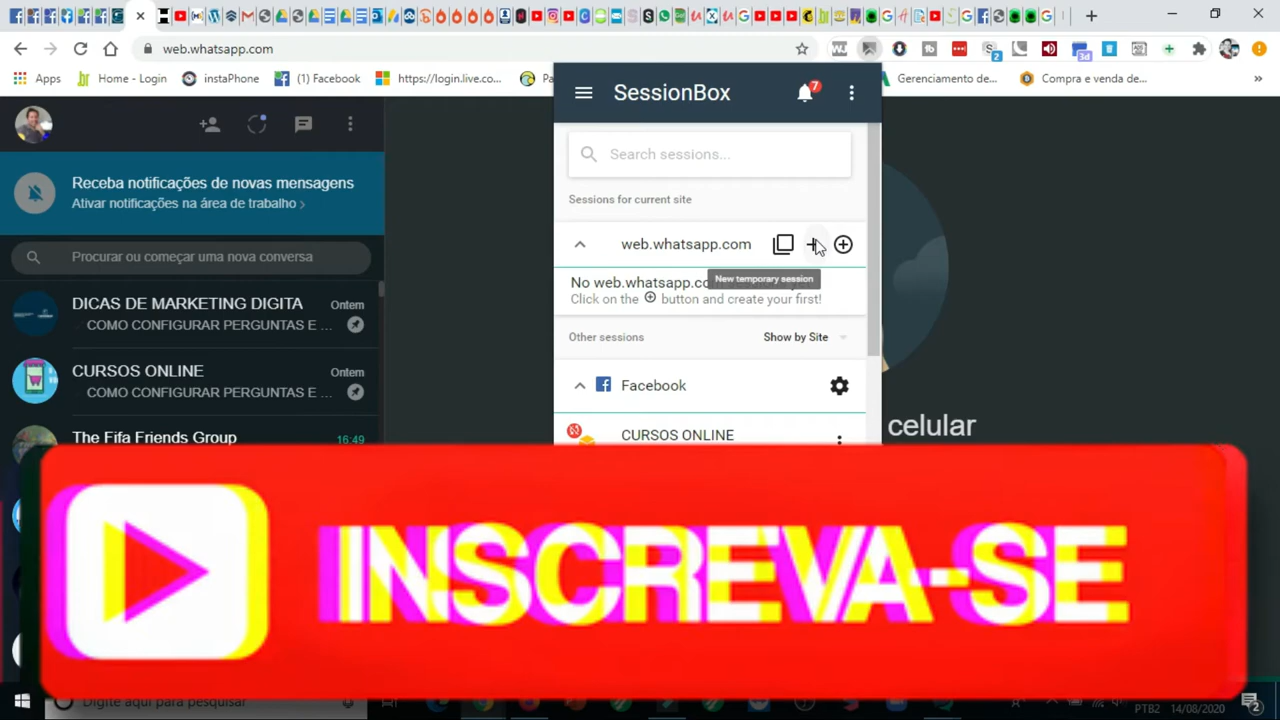 web.whatsapp.com
Apps
Home - Login
instaPhone
(1) Facebook
https://login.live.co...
Gerenciamento de...
Compra e venda de...
»
2
3d
SessionBox
7
Search sessions...
Sessions for current site
web.whatsapp.com
New temporary session
No web.whatsapp.co
Click on the ⊕ button and create your first!
Other sessions
Show by Site
Facebook
CURSOS ONLINE
Receba notificações de novas mensagens
Ativar notificações na área de trabalho >
Procurar ou começar uma nova conversa
DICAS DE MARKETING DIGITA
Ontem
COMO CONFIGURAR PERGUNTAS E ...
CURSOS ONLINE
Ontem
COMO CONFIGURAR PERGUNTAS E ...
The Fifa Friends Group
16:49
celular
INSCREVA-SE
Digite aqui para pesquisar
PTB2
14/08/2020
2